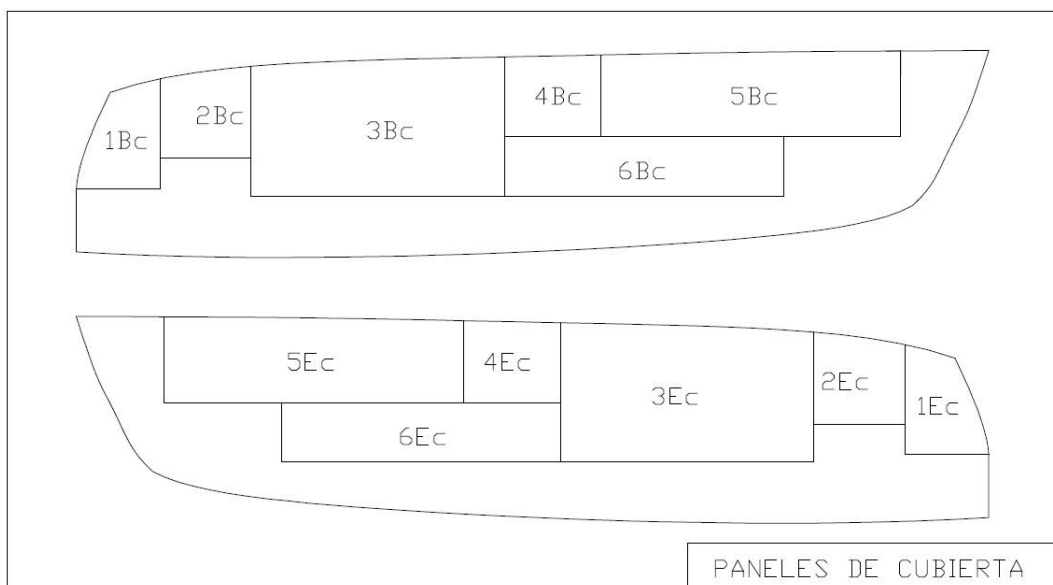 1Bc
2Bc
3Bc
4Bc
5Bc
6Bc
5Ec
4Ec
3Ec
2Ec
1Ec
6Ec
PANELES DE CUBIERTA